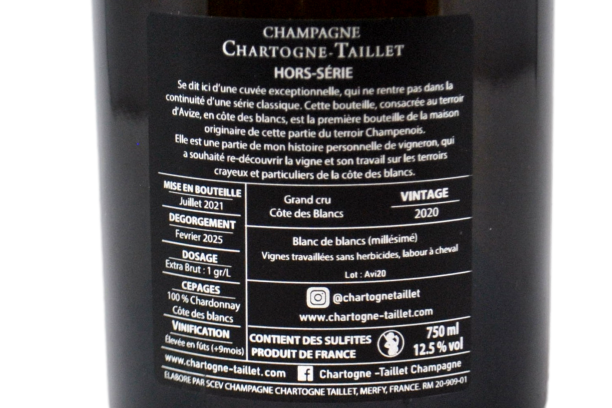 CHAMPAGNE
CHARTOGNE-TAILLET
HORS-SÉRIE
Se dit ici d'une cuvée exceptionnelle, qui ne rentre pas dans la
continuité d'une série classique. Cette bouteille, consacrée au terroir
d'Avize, en côte des blancs, est la première bouteille de la maison
originaire de cette partie du terroir Champenois.
Elle est une partie de mon histoire personnelle de vigneron, qui
a souhaité re-découvrir la vigne et son travail sur les terroirs
crayeux et particuliers de la côte des blancs.
MISE EN BOUTEILLE
Juillet 2021
DEGORGEMENT
Fevrier 2025
DOSAGE
Extra Brut : 1 gr/L
CEPAGES
100 % Chardonnay
Côte des blancs
VINIFICATION
Élevée en fûts (+9mois)
Grand cru
Côte des Blancs
VINTAGE
2020
Blanc de blancs (millésimé)
Vignes travaillées sans herbicides, labour à cheval
Lot : Avi20
@chartognetaillet
www.chartogne-taillet.com
CONTIENT DES SULFITES
PRODUIT DE FRANCE
750 ml
12.5 % vol
www.chartogne-taillet.com
Chartogne -Taillet Champagne
ELABORE PAR SCEV CHAMPAGNE CHARTOGNE TAILLET, MERFY, FRANCE. RM 20-909-01